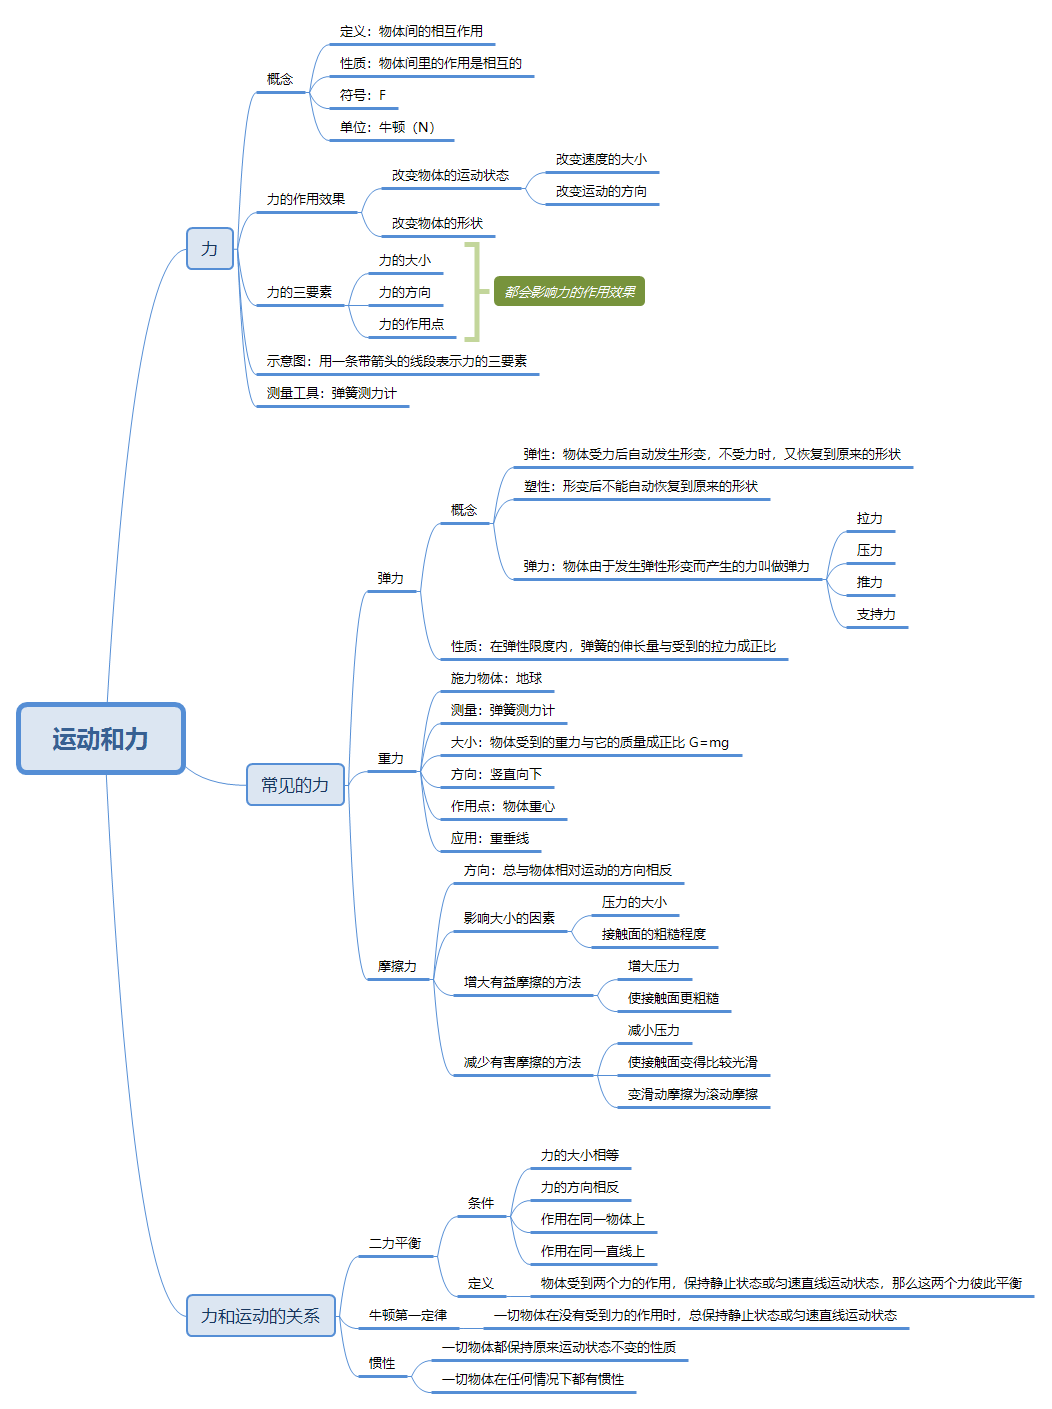 运动和力
力
概念
定义：物体间的相互作用
性质：物体间里的作用是相互的
符号：F
单位：牛顿（N）
力的作用效果
改变物体的运动状态
改变速度的大小
改变运动的方向
改变物体的形状
力的三要素
力的大小
力的方向
力的作用点
都会影响力的作用效果
示意图：用一条带箭头的线段表示力的三要素
测量工具：弹簧测力计
常见的力
弹力
概念
弹性：物体受力后自动发生形变，不受力时，又恢复到原来的形状
塑性：形变后不能自动恢复到原来的形状
弹力：物体由于发生弹性形变而产生的力叫做弹力
拉力
压力
推力
支持力
性质：在弹性限度内，弹簧的伸长量与受到的拉力成正比
重力
施力物体：地球
测量：弹簧测力计
大小：物体受到的重力与它的质量成正比 G=mg
方向：竖直向下
作用点：物体重心
应用：重垂线
摩擦力
方向：总与物体相对运动的方向相反
影响大小的因素
压力的大小
接触面的粗糙程度
增大有益摩擦的方法
增大压力
使接触面更粗糙
减少有害摩擦的方法
减小压力
使接触面变得比较光滑
变滑动摩擦为滚动摩擦
力和运动的关系
二力平衡
条件
力的大小相等
力的方向相反
作用在同一物体上
作用在同一直线上
定义
物体受到两个力的作用，保持静止状态或匀速直线运动状态，那么这两个力彼此平衡
牛顿第一定律
一切物体在没有受到力的作用时，总保持静止状态或匀速直线运动状态
惯性
一切物体都保持原来运动状态不变的性质
一切物体在任何情况下都有惯性